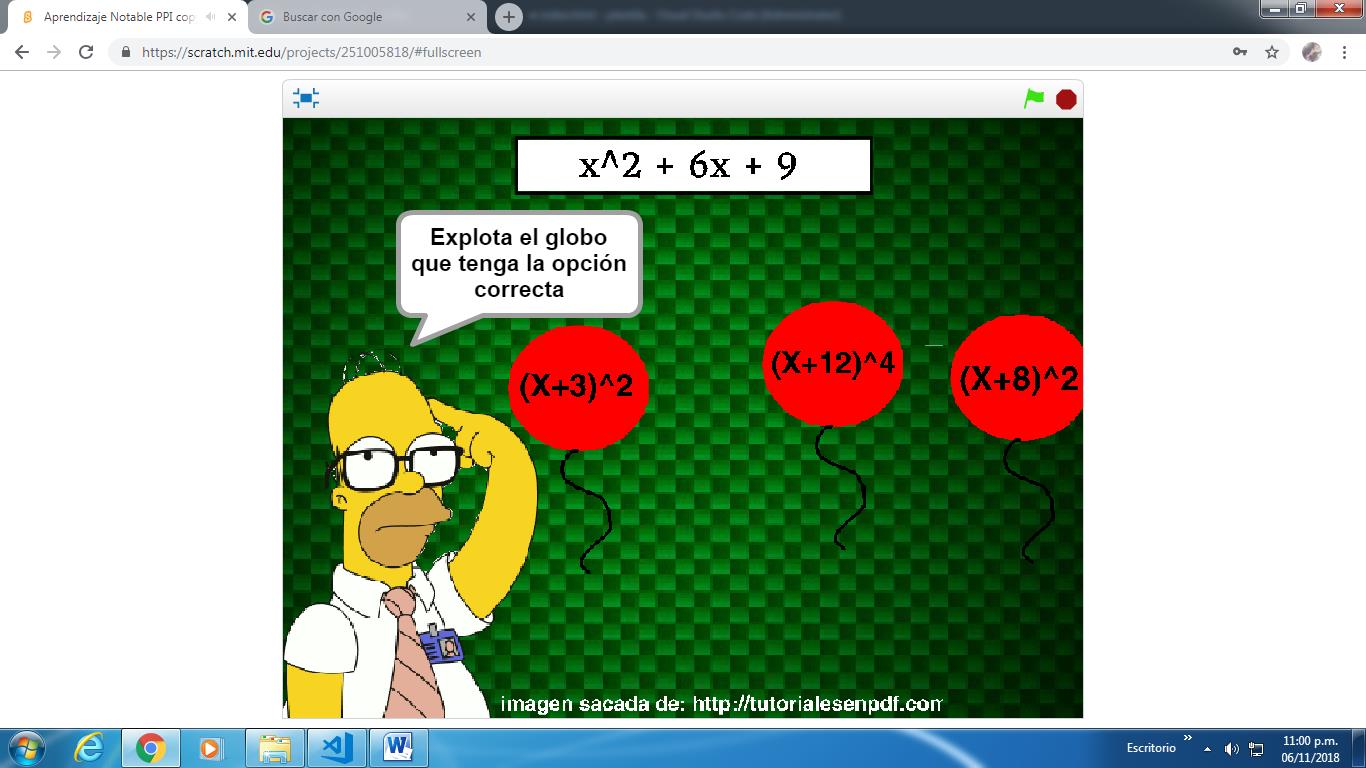 Aprendizaje Notable PPI cop
Buscar con Google
https://scratch.mit.edu/projects/251005818/#fullscreen
x^2 + 6x + 9
Explota el globo
que tenga la opción
correcta
(X+3)^2
(X+12)^4
(X+8)^2
imagen sacada de: http://tutorialesenpdf.com
Escritorio
11:00 p.m.
06/11/2018